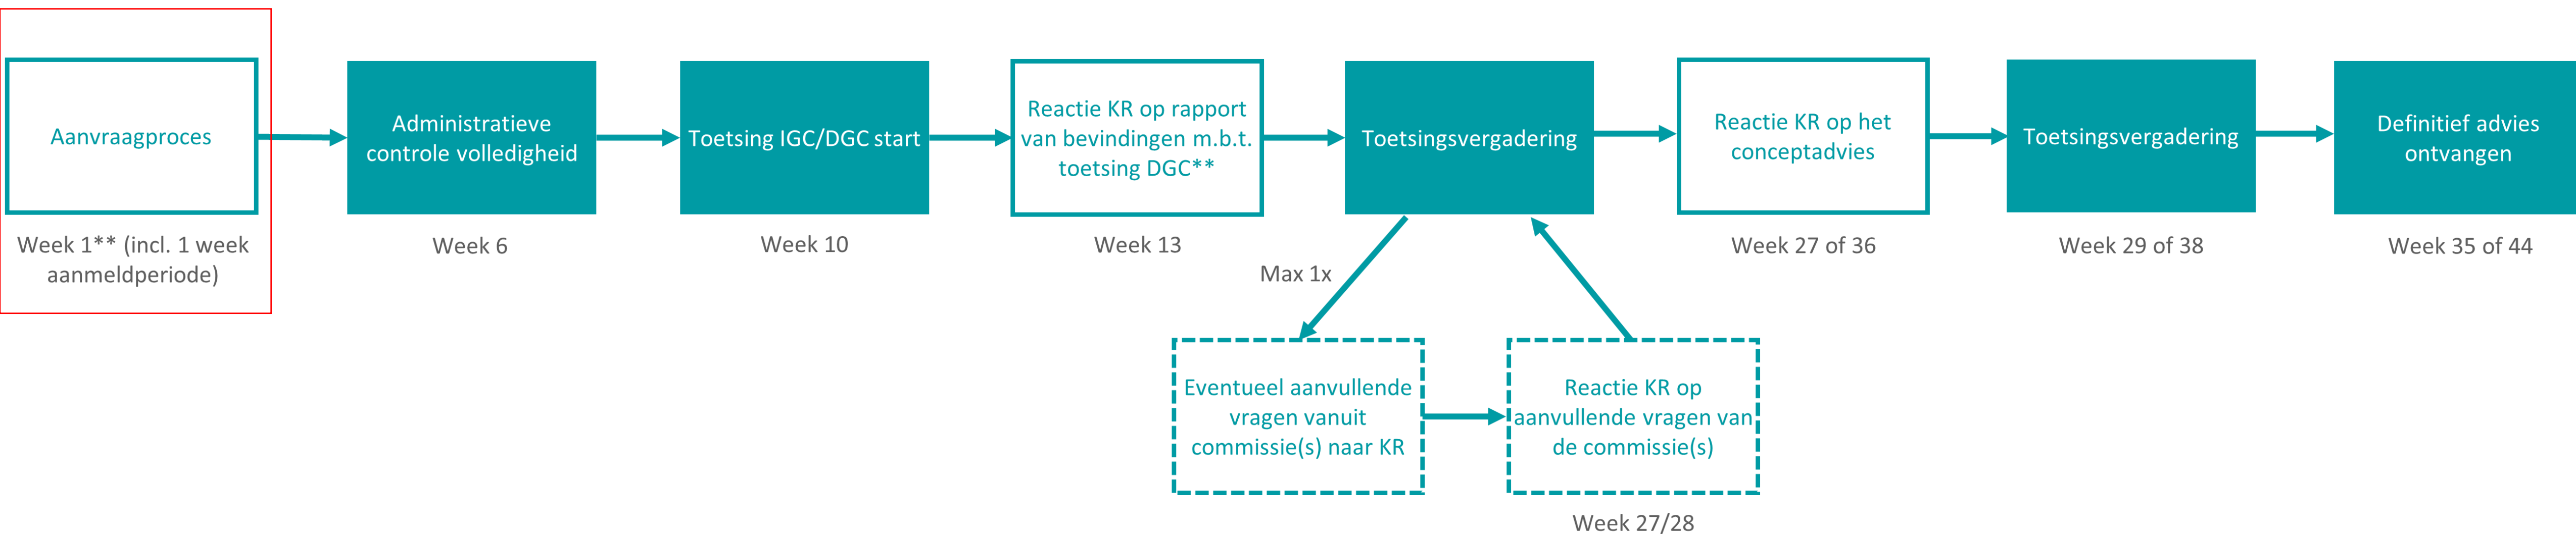 Aanvraagproces
Week 1** (incl. 1 week
aanmeldperiode)
Administratieve
controle volledigheid
Week 6
Toetsing IGC/DGC start
Week 10
Reactie KR op rapport
van bevindingen m.b.t.
toetsing DGC**
Week 13
Toetsingsvergadering
Max 1x
Eventueel aanvullende
vragen vanuit
commissie(s) naar KR
Reactie KR op
aanvullende vragen van
de commissie(s)
Week 27/28
Reactie KR op het
conceptadvies
Week 27 of 36
Toetsingsvergadering
Week 29 of 38
Definitief advies
ontvangen
Week 35 of 44